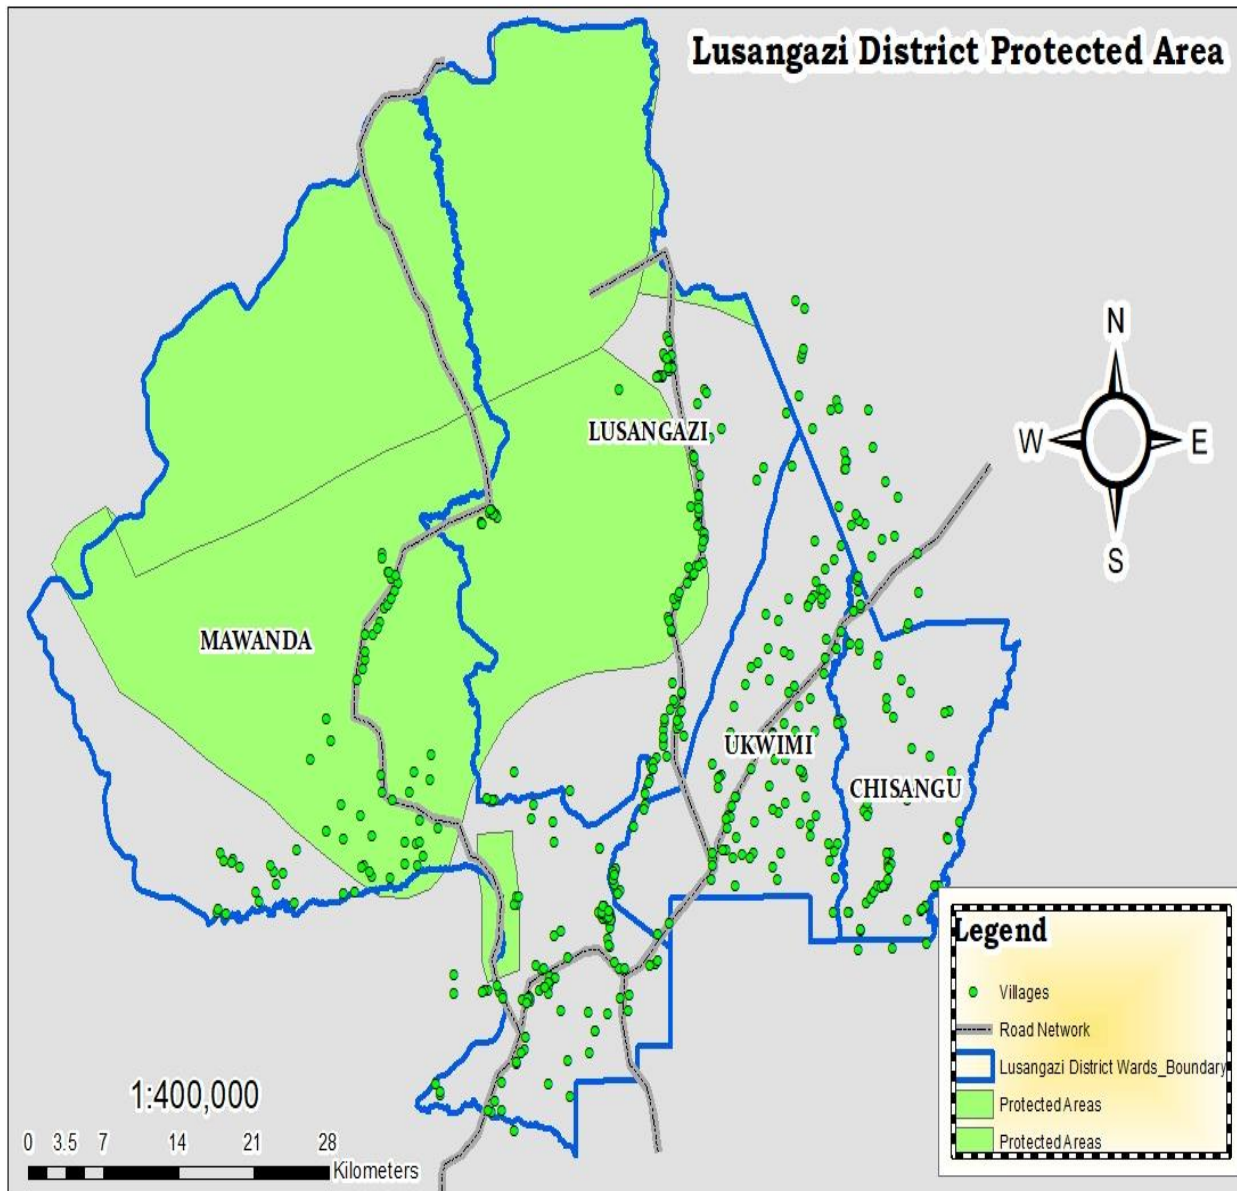 Lusangazi District Protected Area
N
W E
S
LUSANGAZI
MAWANDA
UKWIMI
CHISANGU
Legend
Villages
Road Network
Lusangazi District Wards_Boundary
Protected Areas
Protected Areas
1:400,000
0 3.5 7 14 21 28
Kilometers